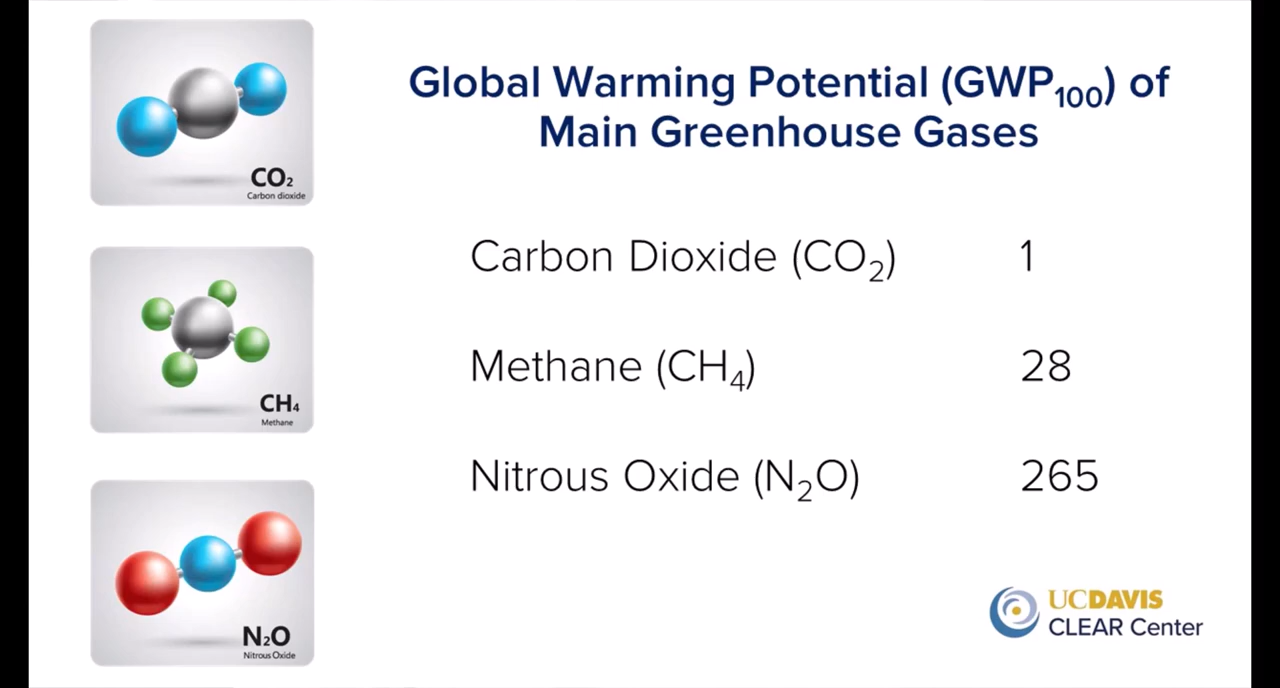 CO₂
Carbon dioxide
CH₄
Methane
N₂O
Nitrous Oxide
Global Warming Potential (GWP₁₀₀) of
Main Greenhouse Gases
Carbon Dioxide (CO₂) 1
Methane (CH₄) 28
Nitrous Oxide (N₂O) 265
UCDAVIS
CLEAR Center